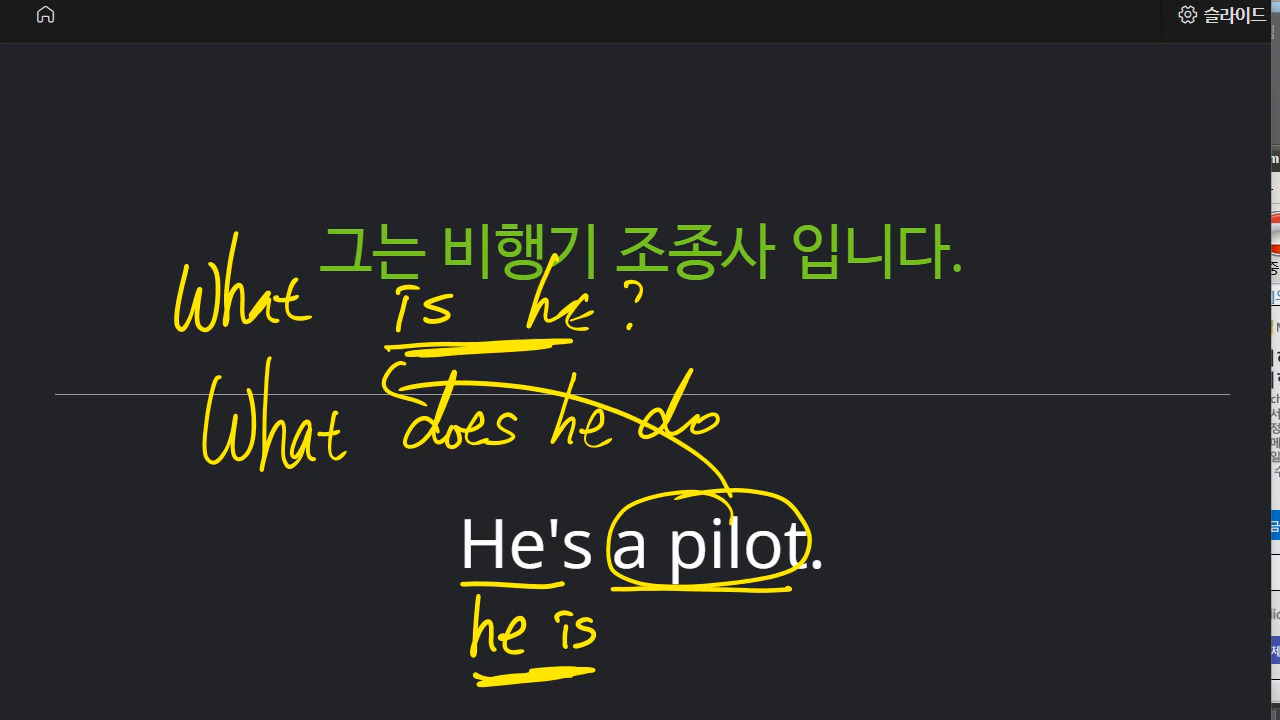 슬라이드
그는 비행기 조종사 입니다.
What is he?
What does he do
He's a pilot.
he is